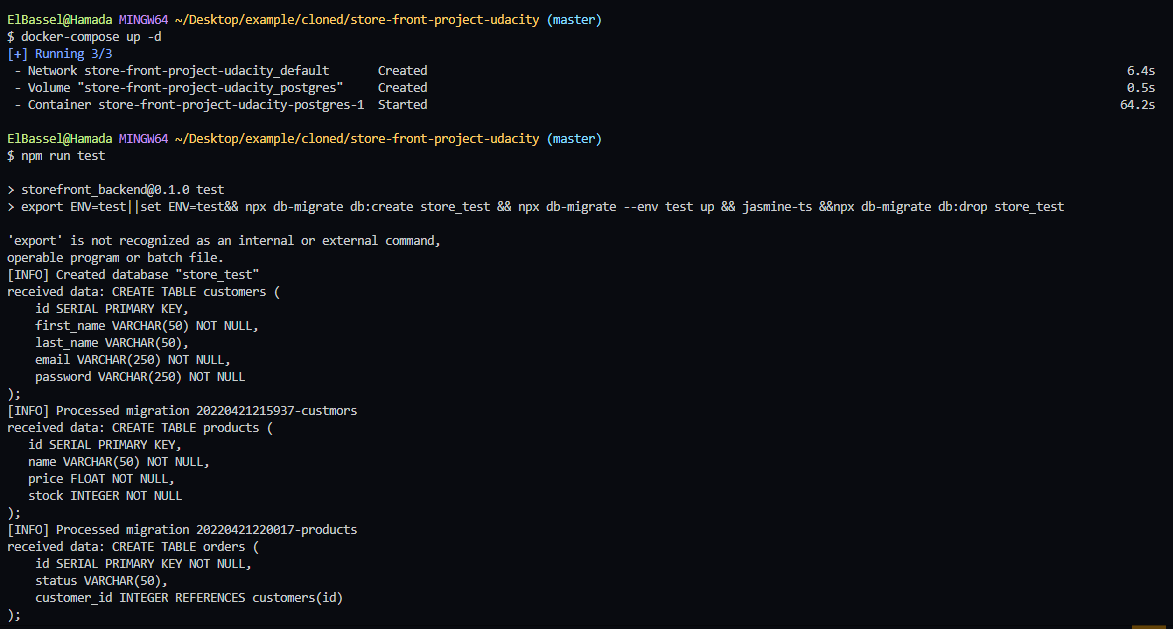 ElBassel@Hamada MINGW64 ~/Desktop/example/cloned/store-front-project-udacity (master)
$ docker-compose up -d
[+] Running 3/3
 - Network store-front-project-udacity_default       Created       6.4s
 - Volume "store-front-project-udacity_postgres"     Created       0.5s
 - Container store-front-project-udacity-postgres-1  Started       64.2s
ElBassel@Hamada MINGW64 ~/Desktop/example/cloned/store-front-project-udacity (master)
$ npm run test
> storefront_backend@0.1.0 test
> export ENV=test||set ENV=test&& npx db-migrate db:create store_test && npx db-migrate --env test up && jasmine-ts &&npx db-migrate db:drop store_test
'export' is not recognized as an internal or external command,
operable program or batch file.
[INFO] Created database "store_test"
received data: CREATE TABLE customers (
    id SERIAL PRIMARY KEY,
    first_name VARCHAR(50) NOT NULL,
    last_name VARCHAR(50),
    email VARCHAR(250) NOT NULL,
    password VARCHAR(250) NOT NULL
);
[INFO] Processed migration 20220421215937-custmors
received data: CREATE TABLE products (
   id SERIAL PRIMARY KEY,
   name VARCHAR(50) NOT NULL,
   price FLOAT NOT NULL,
   stock INTEGER NOT NULL
);
[INFO] Processed migration 20220421220017-products
received data: CREATE TABLE orders (
    id SERIAL PRIMARY KEY NOT NULL,
    status VARCHAR(50),
    customer_id INTEGER REFERENCES customers(id)
);